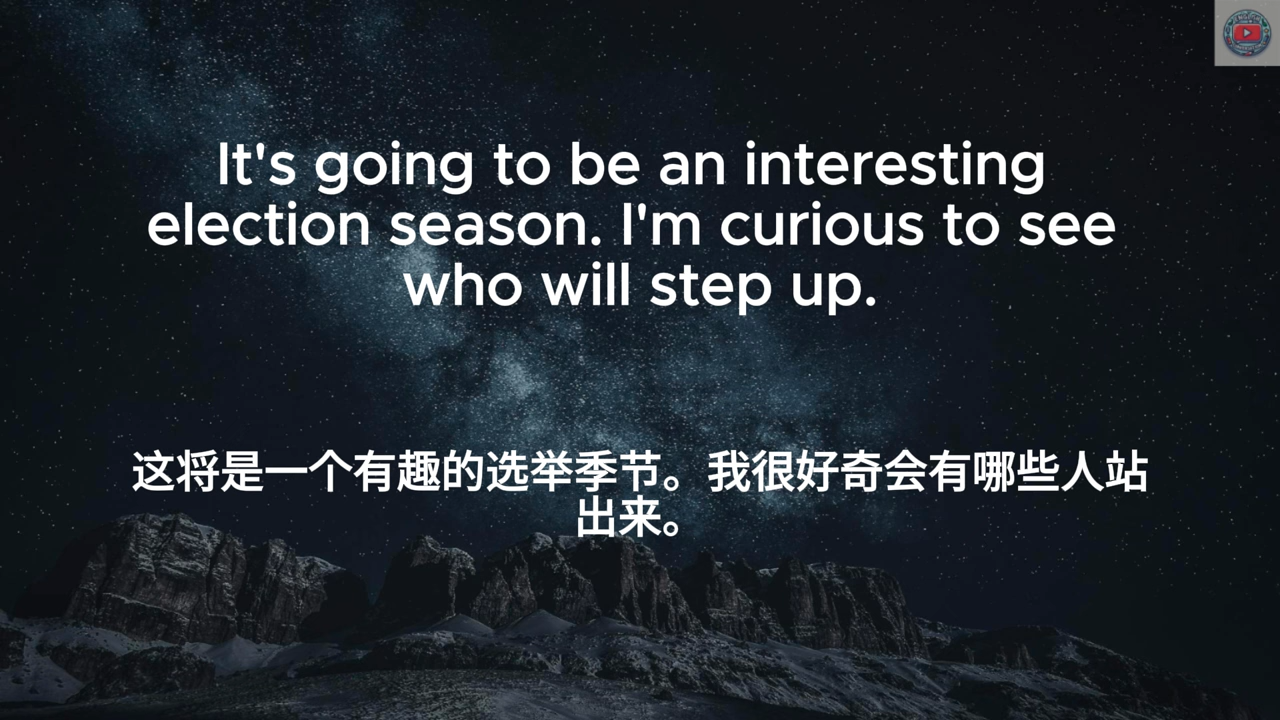 It's going to be an interesting
election season. I'm curious to see
who will step up.
这将是一个有趣的选举季节。我很好奇会有哪些人站
出来。